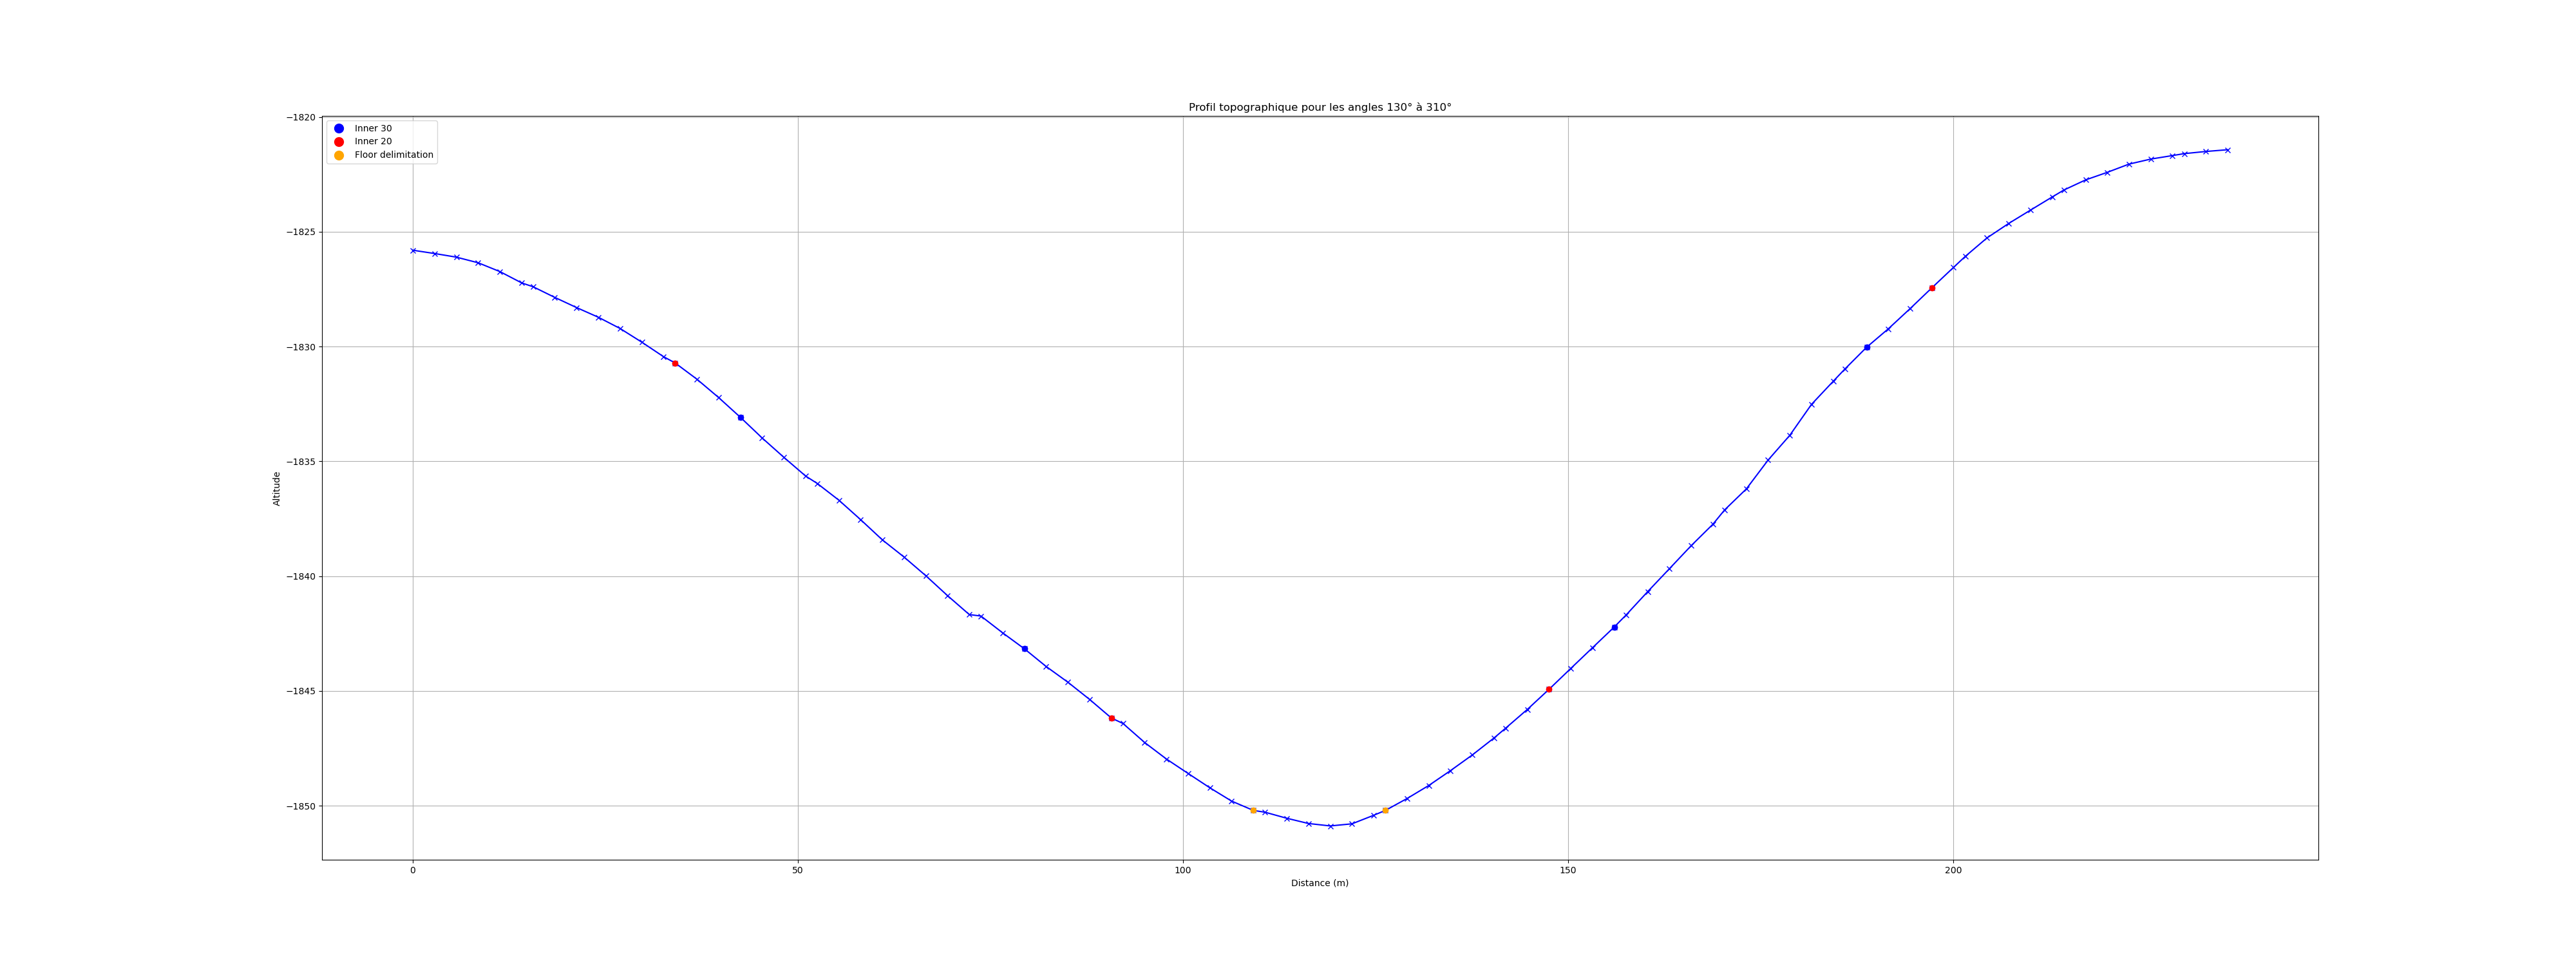 Profil topographique pour les angles 130° à 310°
Inner 30
Inner 20
Floor delimitation
−1820
−1825
−1830
−1835
−1840
−1845
−1850
Altitude
0
50
100
150
200
Distance (m)